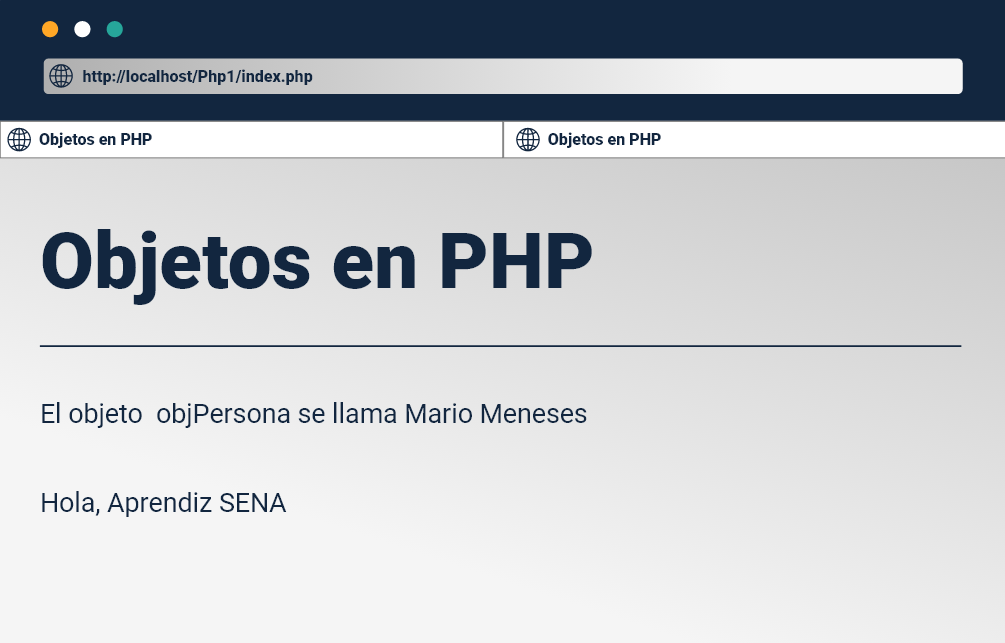 http://localhost/Php1/index.php
Objetos en PHP
Objetos en PHP
Objetos en PHP
El objeto  objPersona se llama Mario Meneses
Hola, Aprendiz SENA